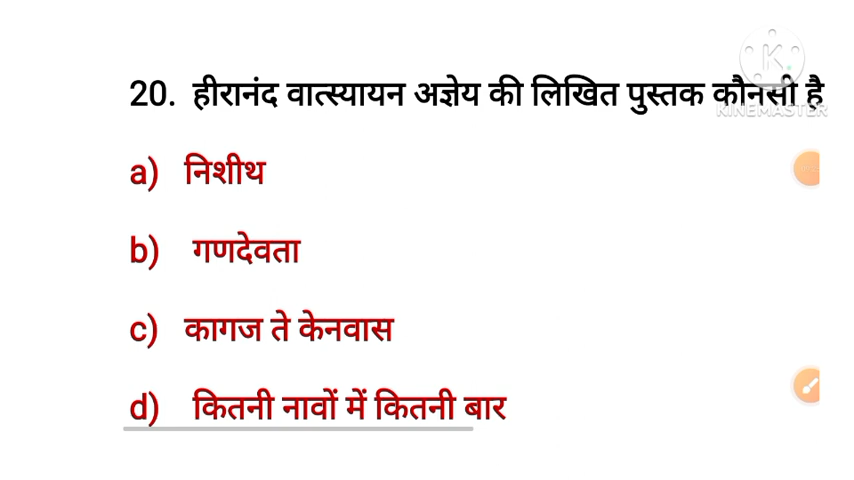 20. हीरानंद वात्स्यायन अज्ञेय की लिखित पुस्तक कौनसी है
a) निशीथ
b) गणदेवता
c) कागज ते केनवास
d) कितनी नावों में कितनी बार
K
KINEMASTER